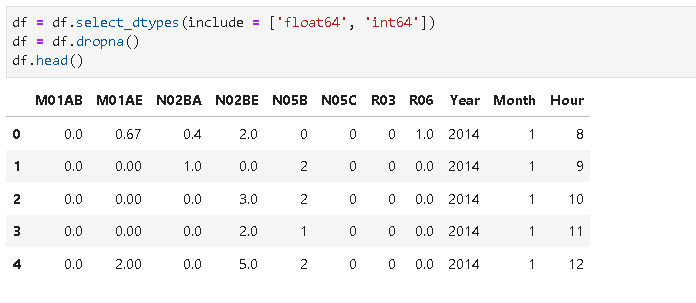 df = df.select_dtypes(include = ['float64', 'int64'])
df = df.dropna()
df.head()
M01AB M01AE N02BA N02BE N05B N05C R03 R06 Year Month Hour
0 0.0 0.67 0.4 2.0 0 0 0 1.0 2014 1 8
1 0.0 0.00 1.0 0.0 2 0 0 0.0 2014 1 9
2 0.0 0.00 0.0 3.0 2 0 0 0.0 2014 1 10
3 0.0 0.00 0.0 2.0 1 0 0 0.0 2014 1 11
4 0.0 2.00 0.0 5.0 2 0 0 0.0 2014 1 12